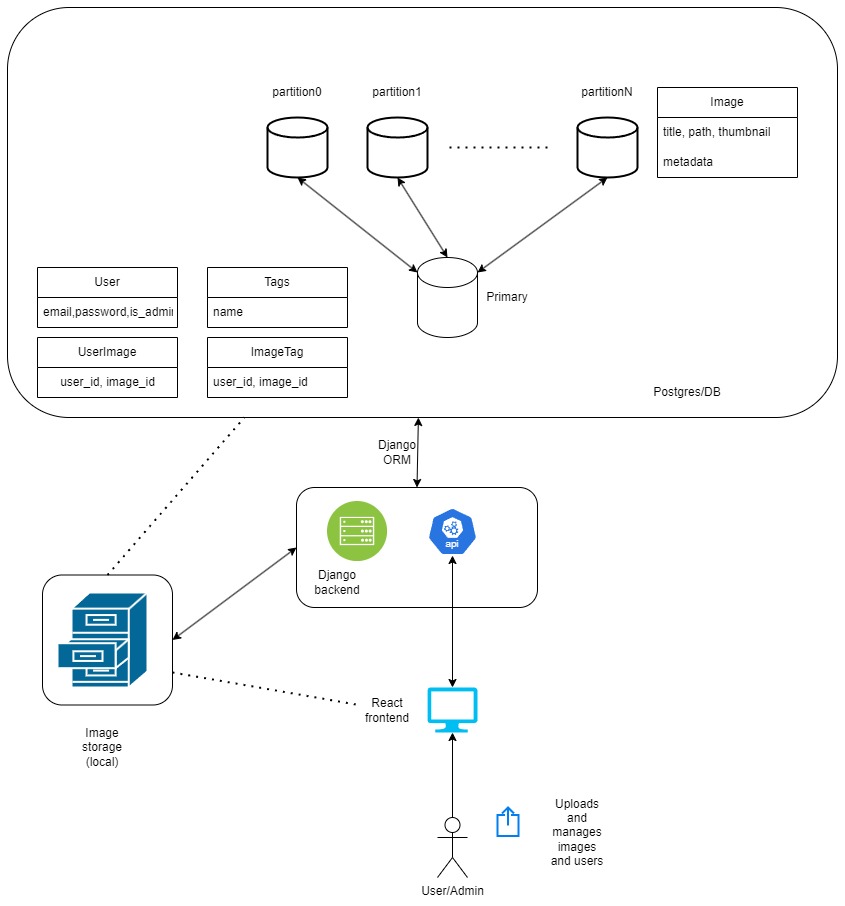 partition0
partition1
partitionN
Image
title, path, thumbnail
metadata
User
email,password,is_admi
Tags
name
Primary
UserImage
user_id, image_id
ImageTag
user_id, image_id
Postgres/DB
Django
ORM
api
Django
backend
React
frontend
Image
storage
(local)
Uploads
and
manages
images
and users
User/Admin